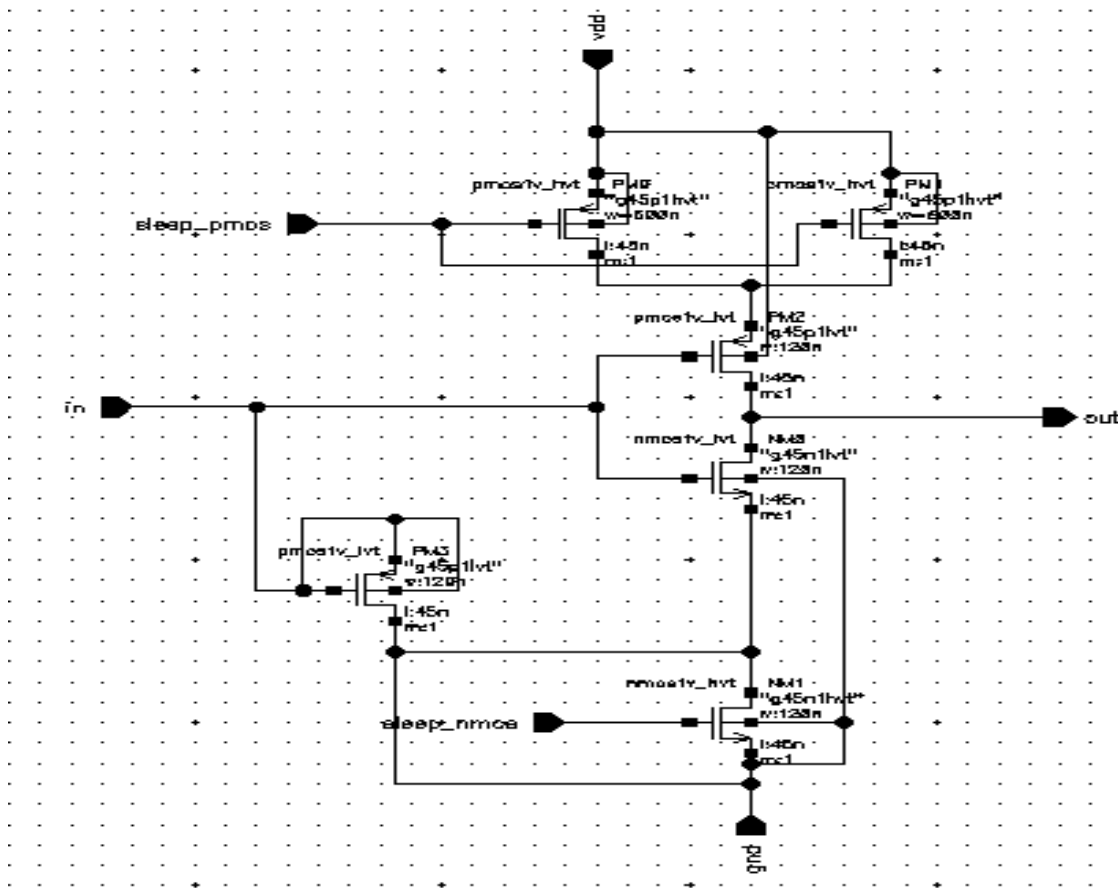 vdd
pmos1v_hvt PM0
"g45p1hvt"
w=600n
l:45n
m:1
pmos1v_hvt PM1
"g45p1hvt"
w=600n
l:45n
m:1
sleep_pmos
pmos1v_lvt PM2
"g45p1lvt"
w:120n
l:45n
m:1
in
out
nmos1v_lvt NM0
"g45n1lvt"
w:120n
l:45n
m:1
pmos1v_lvt PM3
"g45p1lvt"
w:120n
l:45n
m:1
nmos1v_hvt NM1
"g45n1hvt"
w:120n
l:45n
m:1
sleep_nmos
gnd